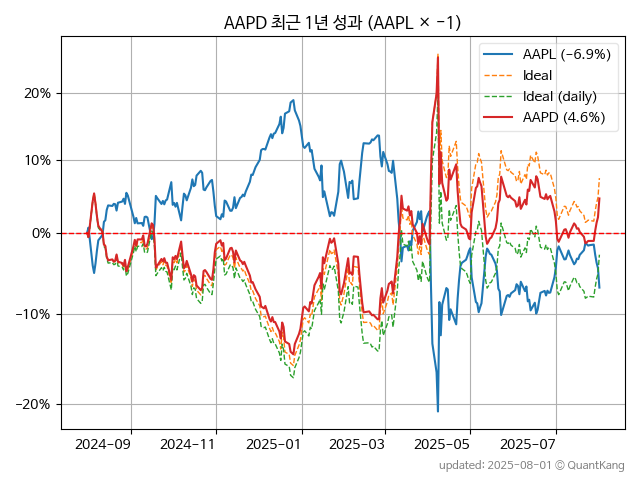 AAPD 최근 1년 성과 (AAPL × -1)
AAPL (-6.9%)
Ideal
Ideal (daily)
AAPD (4.6%)
20%
10%
0%
-10%
-20%
2024-09 2024-11 2025-01 2025-03 2025-05 2025-07
updated: 2025-08-01 © QuantKang